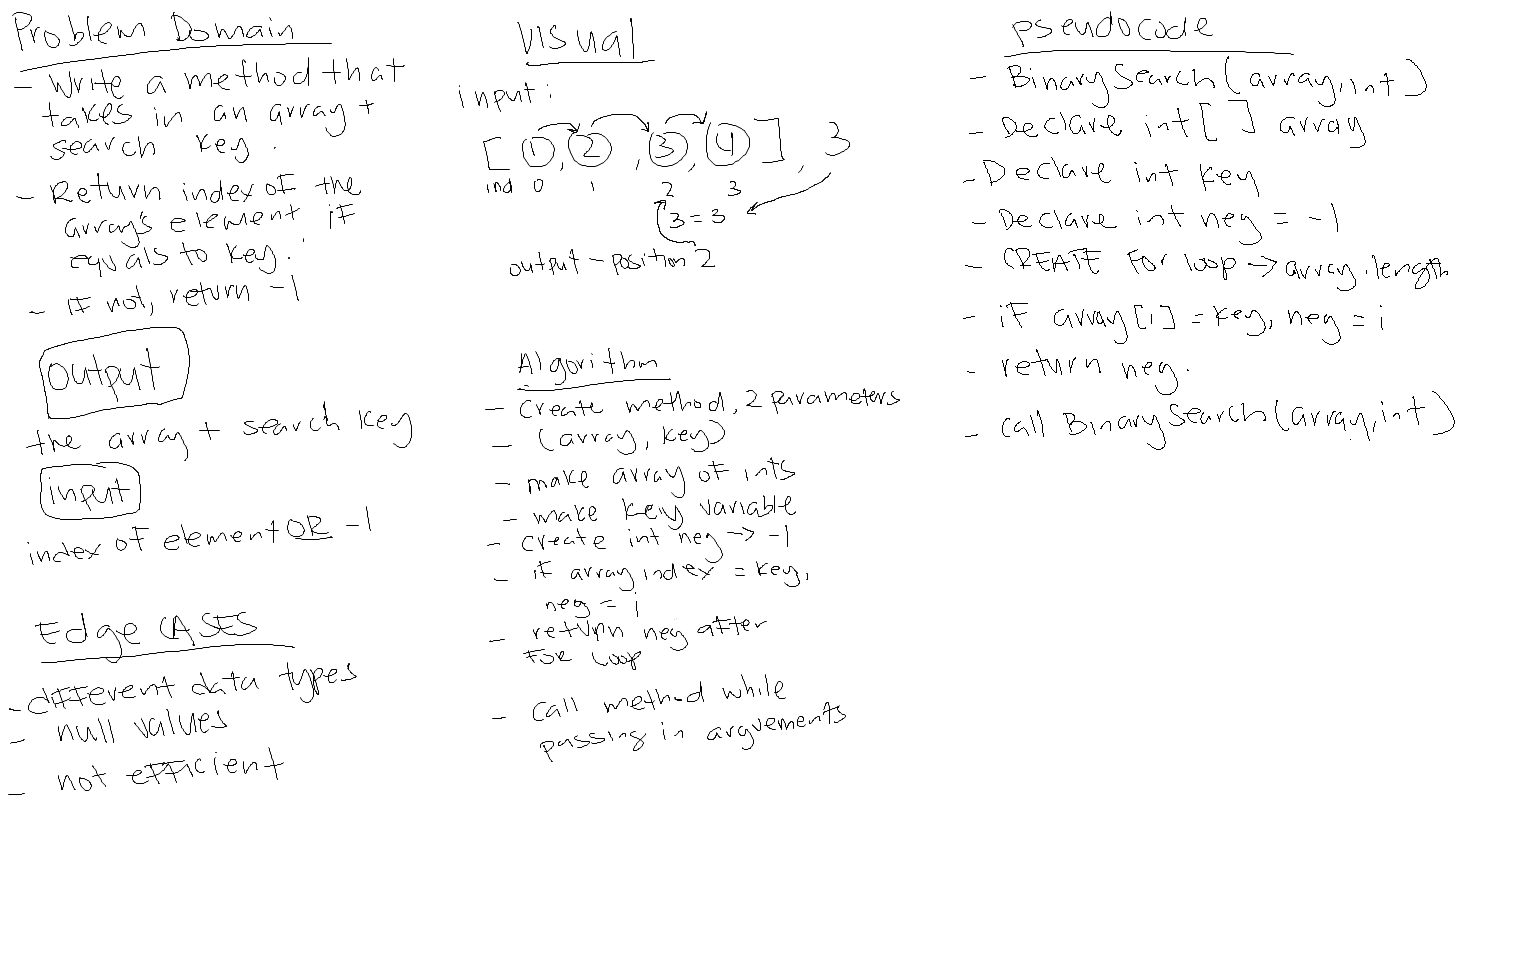 Problem Domain
- Write a method that
takes in an array +
search key.
- Return index of the
array's element if
equals to key.
- If not, return -1
output
the array + search key
input
index of element OR -1
Edge CASES
- different data types
- null values
- not efficient
Visual
input:
[ 1, 2, 3, 4 ], 3
ind 0 1 2 3
3 = 3
output - position 2
Algorithm
- Create method, 2 parameters
- (array, key)
- make array of ints
- make key variable
- create int neg → -1
- if array index = key,
neg = i
- return neg after
FOR LOOP
- Call method while
passing in arguements
pseudocode
- BinarySearch(array, int)
- Declare int[ ] array
- Declare int key
- Declare int neg = -1
- CREATE For loop → array.length
- if array[i] = key, neg = i
- return neg.
- call BinarySearch(array, int)